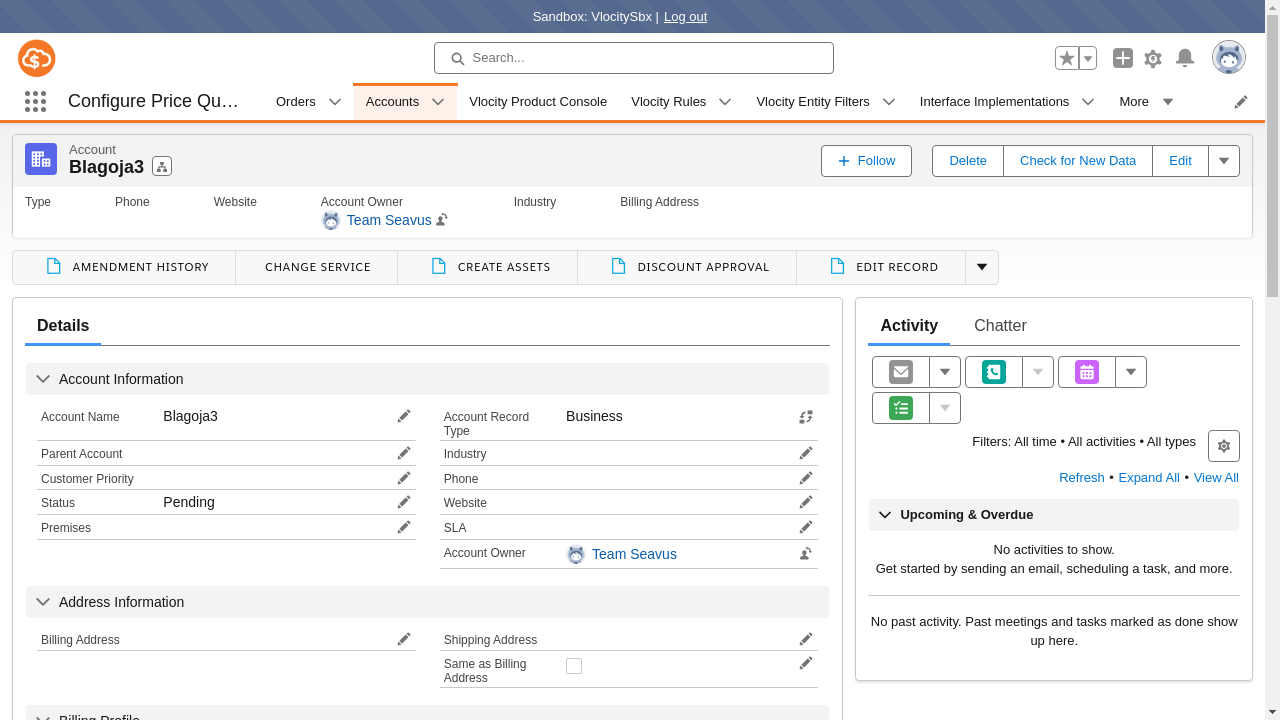 Sandbox: VlocitySbx | Log out
Search...
Configure Price Qu...
Orders
Accounts
Vlocity Product Console
Vlocity Rules
Vlocity Entity Filters
Interface Implementations
More
Account
Blagoja3
Follow
Delete
Check for New Data
Edit
Type
Phone
Website
Account Owner
Industry
Billing Address
Team Seavus
AMENDMENT HISTORY
CHANGE SERVICE
CREATE ASSETS
DISCOUNT APPROVAL
EDIT RECORD
Details
Account Information
Account Name
Blagoja3
Account Record
Type
Business
Parent Account
Industry
Customer Priority
Phone
Status
Pending
Website
Premises
SLA
Account Owner
Team Seavus
Address Information
Billing Address
Shipping Address
Same as Billing
Address
Billing Profile
Activity
Chatter
Filters: All time • All activities • All types
Refresh • Expand All • View All
Upcoming & Overdue
No activities to show.
Get started by sending an email, scheduling a task, and more.
No past activity. Past meetings and tasks marked as done show
up here.